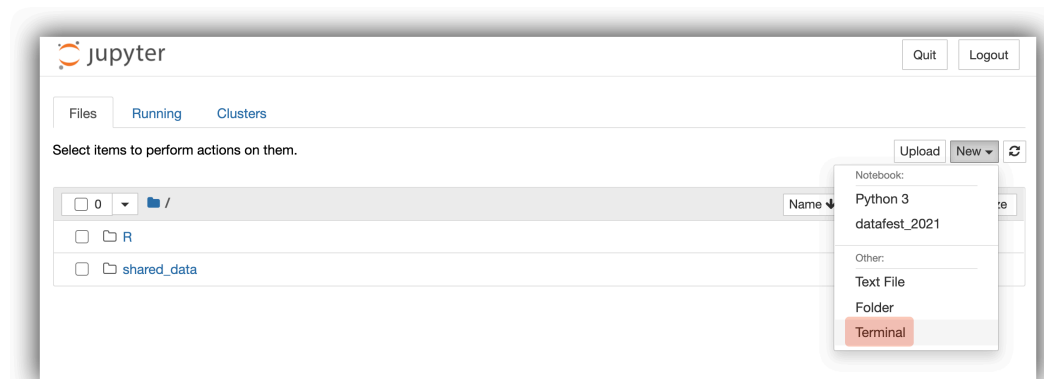 jupyter
Quit Logout
Files Running Clusters
Select items to perform actions on them.
Upload New
Notebook:
0 /
Name
Python 3
datafest_2021
R
Other:
shared_data
Text File
Folder
Terminal